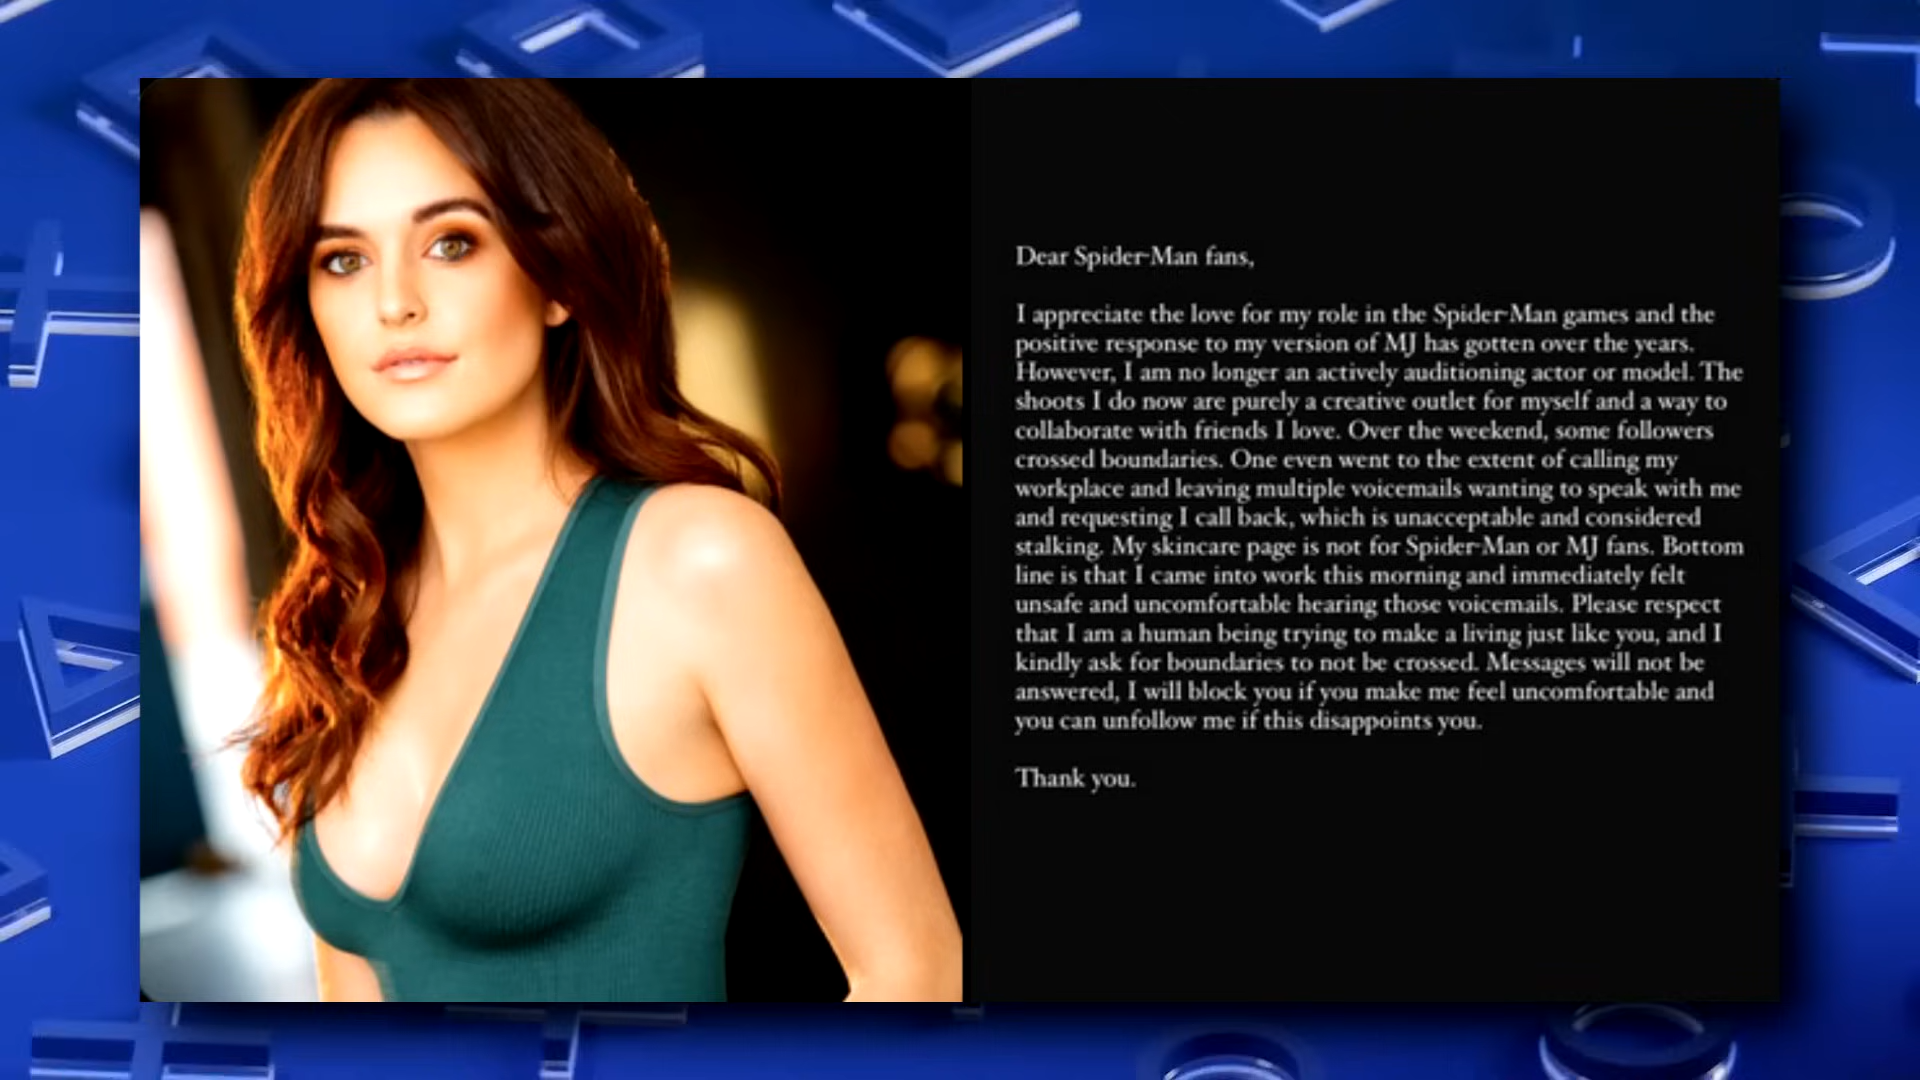 Dear Spider-Man fans,
I appreciate the love for my role in the Spider-Man games and the
positive response to my version of MJ has gotten over the years.
However, I am no longer an actively auditioning actor or model. The
shoots I do now are purely a creative outlet for myself and a way to
collaborate with friends I love. Over the weekend, some followers
crossed boundaries. One even went to the extent of calling my
workplace and leaving multiple voicemails wanting to speak with me
and requesting I call back, which is unacceptable and considered
stalking. My skincare page is not for Spider-Man or MJ fans. Bottom
line is that I came into work this morning and immediately felt
unsafe and uncomfortable hearing those voicemails. Please respect
that I am a human being trying to make a living just like you, and I
kindly ask for boundaries to not be crossed. Messages will not be
answered, I will block you if you make me feel uncomfortable and
you can unfollow me if this disappoints you.
Thank you.